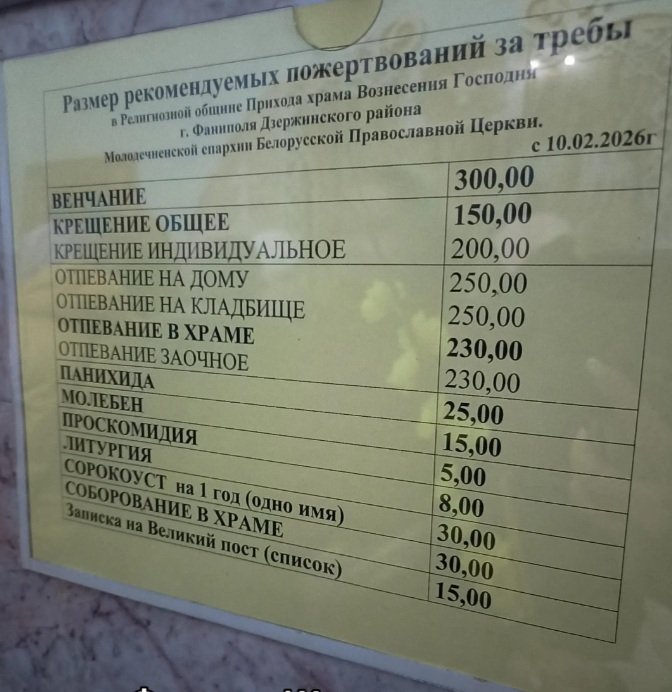 Размер рекомендуемых пожертвований за требы
в Религиозной общине Прихода храма Вознесения Господня
г. Фаниполя Дзержинского района
Молодечненской епархии Белорусской Православной Церкви.
с 10.02.2026г
ВЕНЧАНИЕ 300,00
КРЕЩЕНИЕ ОБЩЕЕ 150,00
КРЕЩЕНИЕ ИНДИВИДУАЛЬНОЕ 200,00
ОТПЕВАНИЕ НА ДОМУ 250,00
ОТПЕВАНИЕ НА КЛАДБИЩЕ 250,00
ОТПЕВАНИЕ В ХРАМЕ 230,00
ОТПЕВАНИЕ ЗАОЧНОЕ 230,00
ПАНИХИДА 25,00
МОЛЕБЕН 15,00
ПРОСКОМИДИЯ 5,00
ЛИТУРГИЯ 8,00
СОРОКОУСТ на 1 год (одно имя) 30,00
СОБОРОВАНИЕ В ХРАМЕ 30,00
Записка на Великий пост (список) 15,00